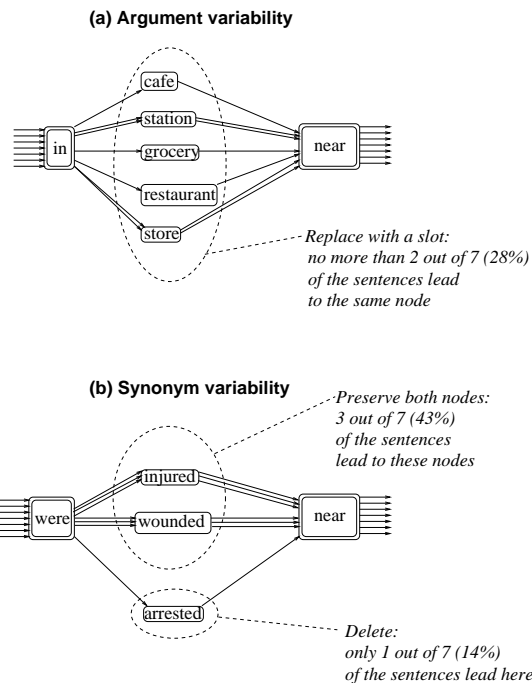 (a) Argument variability
cafe
station
in
grocery
near
restaurant
store
Replace with a slot:
no more than 2 out of 7 (28%)
of the sentences lead
to the same node
(b) Synonym variability
Preserve both nodes:
3 out of 7 (43%)
of the sentences
lead to these nodes
injured
were
wounded
near
arrested
Delete:
only 1 out of 7 (14%)
of the sentences lead here